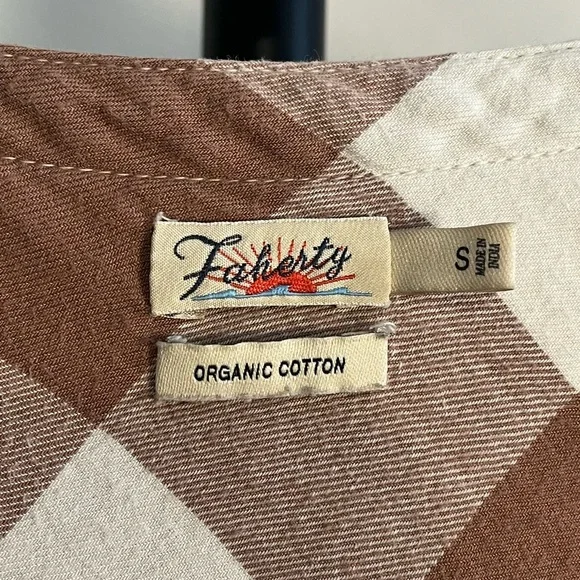 Faherty
S
MADE IN
INDIA
ORGANIC COTTON